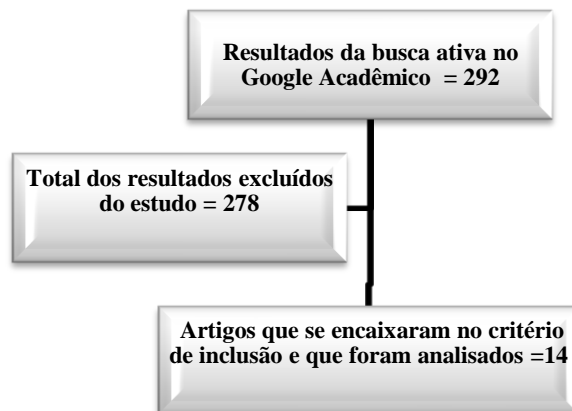 Resultados da busca ativa no
Google Acadêmico = 292
Total dos resultados excluídos
do estudo = 278
Artigos que se encaixaram no critério
de inclusão e que foram analisados =14